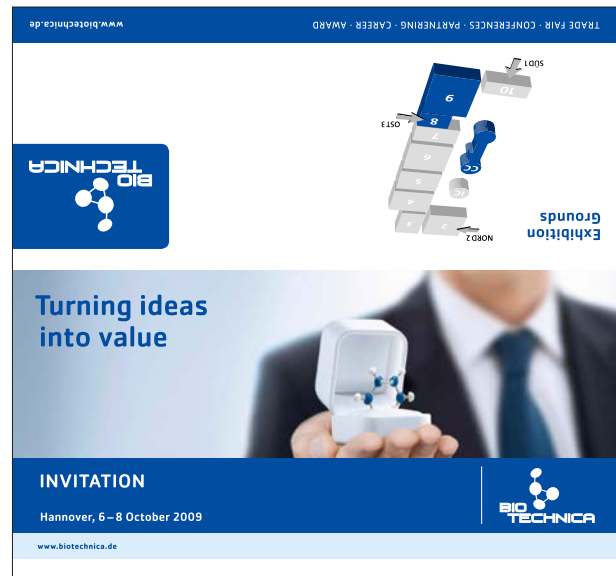 TRADE FAIR · CONFERENCES · PARTNERING · CAREER · AWARD
www.biotechnica.de
BIO
TECHNICA
Exhibition
Grounds
NORD 2
2
3
4
IC
5
6
CC
7
OST 3
8
9
10
SÜD 1
Turning ideas
into value
INVITATION
Hannover, 6 – 8 October 2009
BIO
TECHNICA
www.biotechnica.de